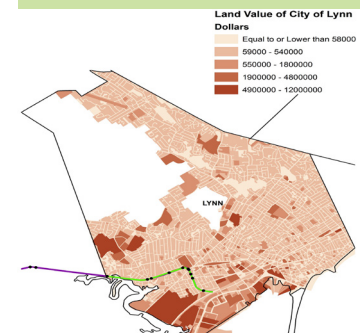 Land Value of City of Lynn
Dollars
Equal to or Lower than 58000
59000 - 540000
550000 - 1800000
1900000 - 4800000
4900000 - 12000000
LYNN